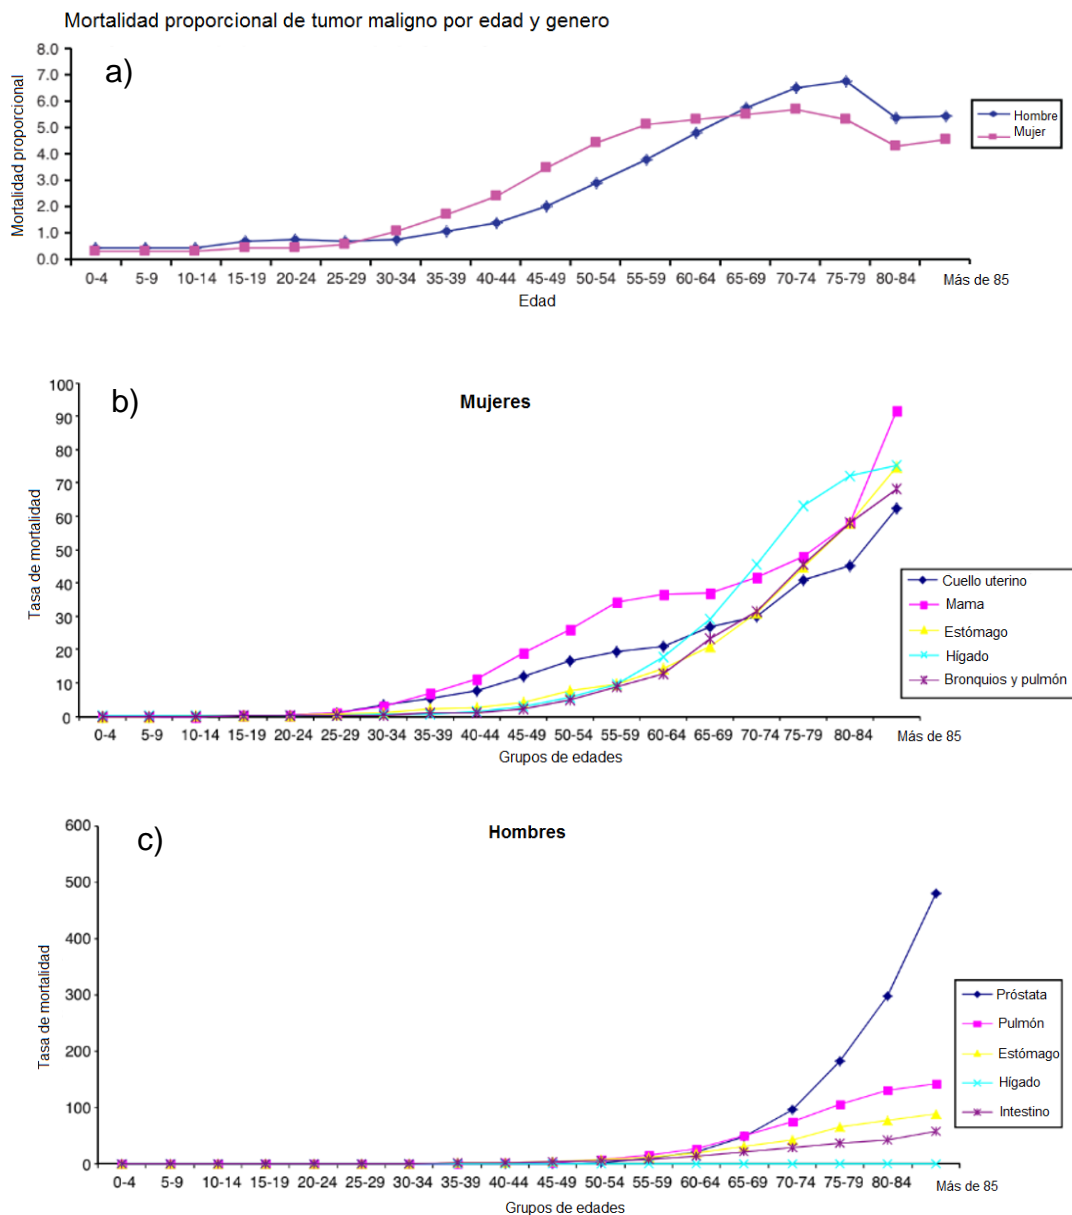 Mortalidad proporcional de tumor maligno por edad y genero
a)
Mortalidad proporcional
8.0
7.0
6.0
5.0
4.0
3.0
2.0
1.0
0.0
0-4 5-9 10-14 15-19 20-24 25-29 30-34 35-39 40-44 45-49 50-54 55-59 60-64 65-69 70-74 75-79 80-84 Más de 85
Edad
Hombre
Mujer
b)
Mujeres
Tasa de mortalidad
100
90
80
70
60
50
40
30
20
10
0
0-4 5-9 10-14 15-19 20-24 25-29 30-34 35-39 40-44 45-49 50-54 55-59 60-64 65-69 70-74 75-79 80-84 Más de 85
Grupos de edades
Cuello uterino
Mama
Estómago
Hígado
Bronquios y pulmón
c)
Hombres
Tasa de mortalidad
600
500
400
300
200
100
0
0-4 5-9 10-14 15-19 20-24 25-29 30-34 35-39 40-44 45-49 50-54 55-59 60-64 65-69 70-74 75-79 80-84 Más de 85
Grupos de edades
Próstata
Pulmón
Estómago
Hígado
Intestino